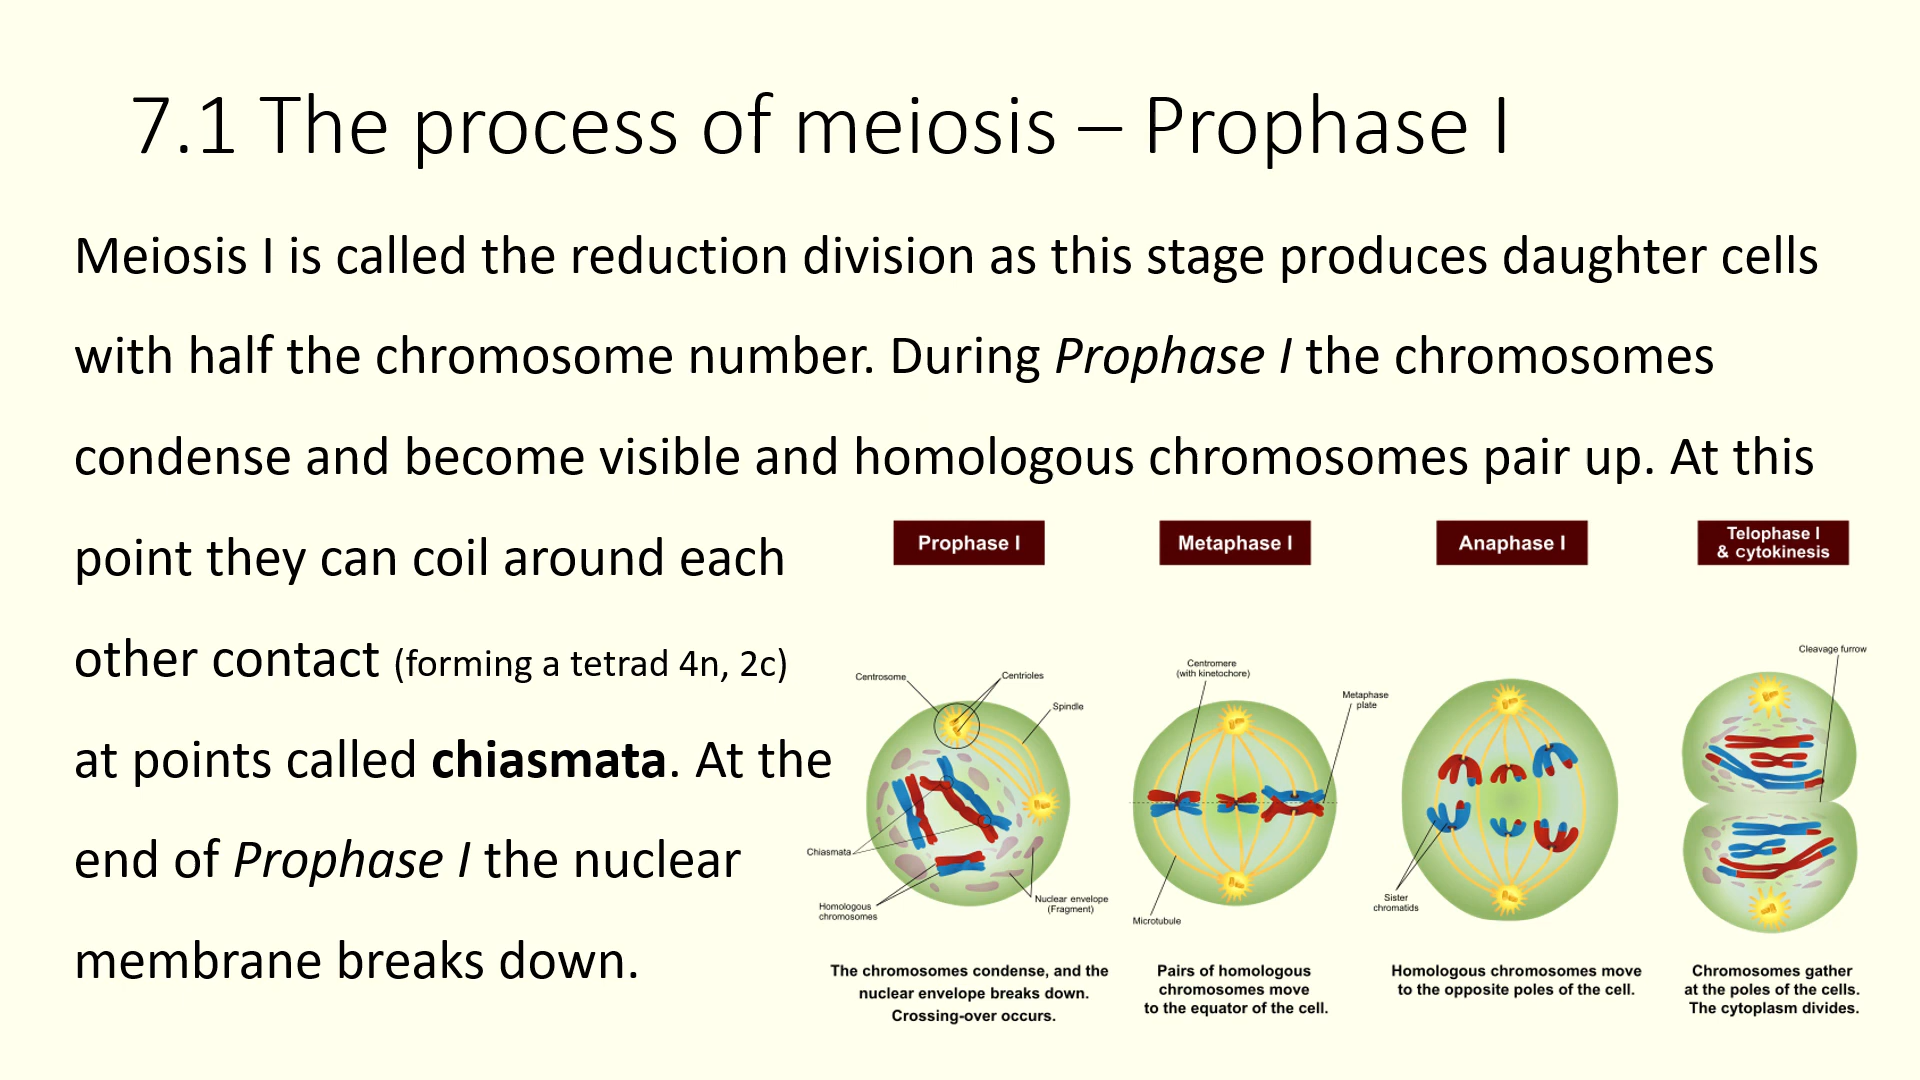 7.1 The process of meiosis – Prophase I
Meiosis I is called the reduction division as this stage produces daughter cells
with half the chromosome number. During Prophase I the chromosomes
condense and become visible and homologous chromosomes pair up. At this
point they can coil around each
other contact (forming a tetrad 4n, 2c)
at points called chiasmata. At the
end of Prophase I the nuclear
membrane breaks down.
Prophase I
Centrosome
Centrioles
Spindle
Chiasmata
Homologous
chromosomes
Nuclear envelope
(Fragment)
The chromosomes condense, and the
nuclear envelope breaks down.
Crossing-over occurs.
Metaphase I
Centromere
(with kinetochore)
Metaphase
plate
Microtubule
Pairs of homologous
chromosomes move
to the equator of the cell.
Anaphase I
Sister
chromatids
Homologous chromosomes move
to the opposite poles of the cell.
Telophase I
& cytokinesis
Cleavage furrow
Chromosomes gather
at the poles of the cells.
The cytoplasm divides.